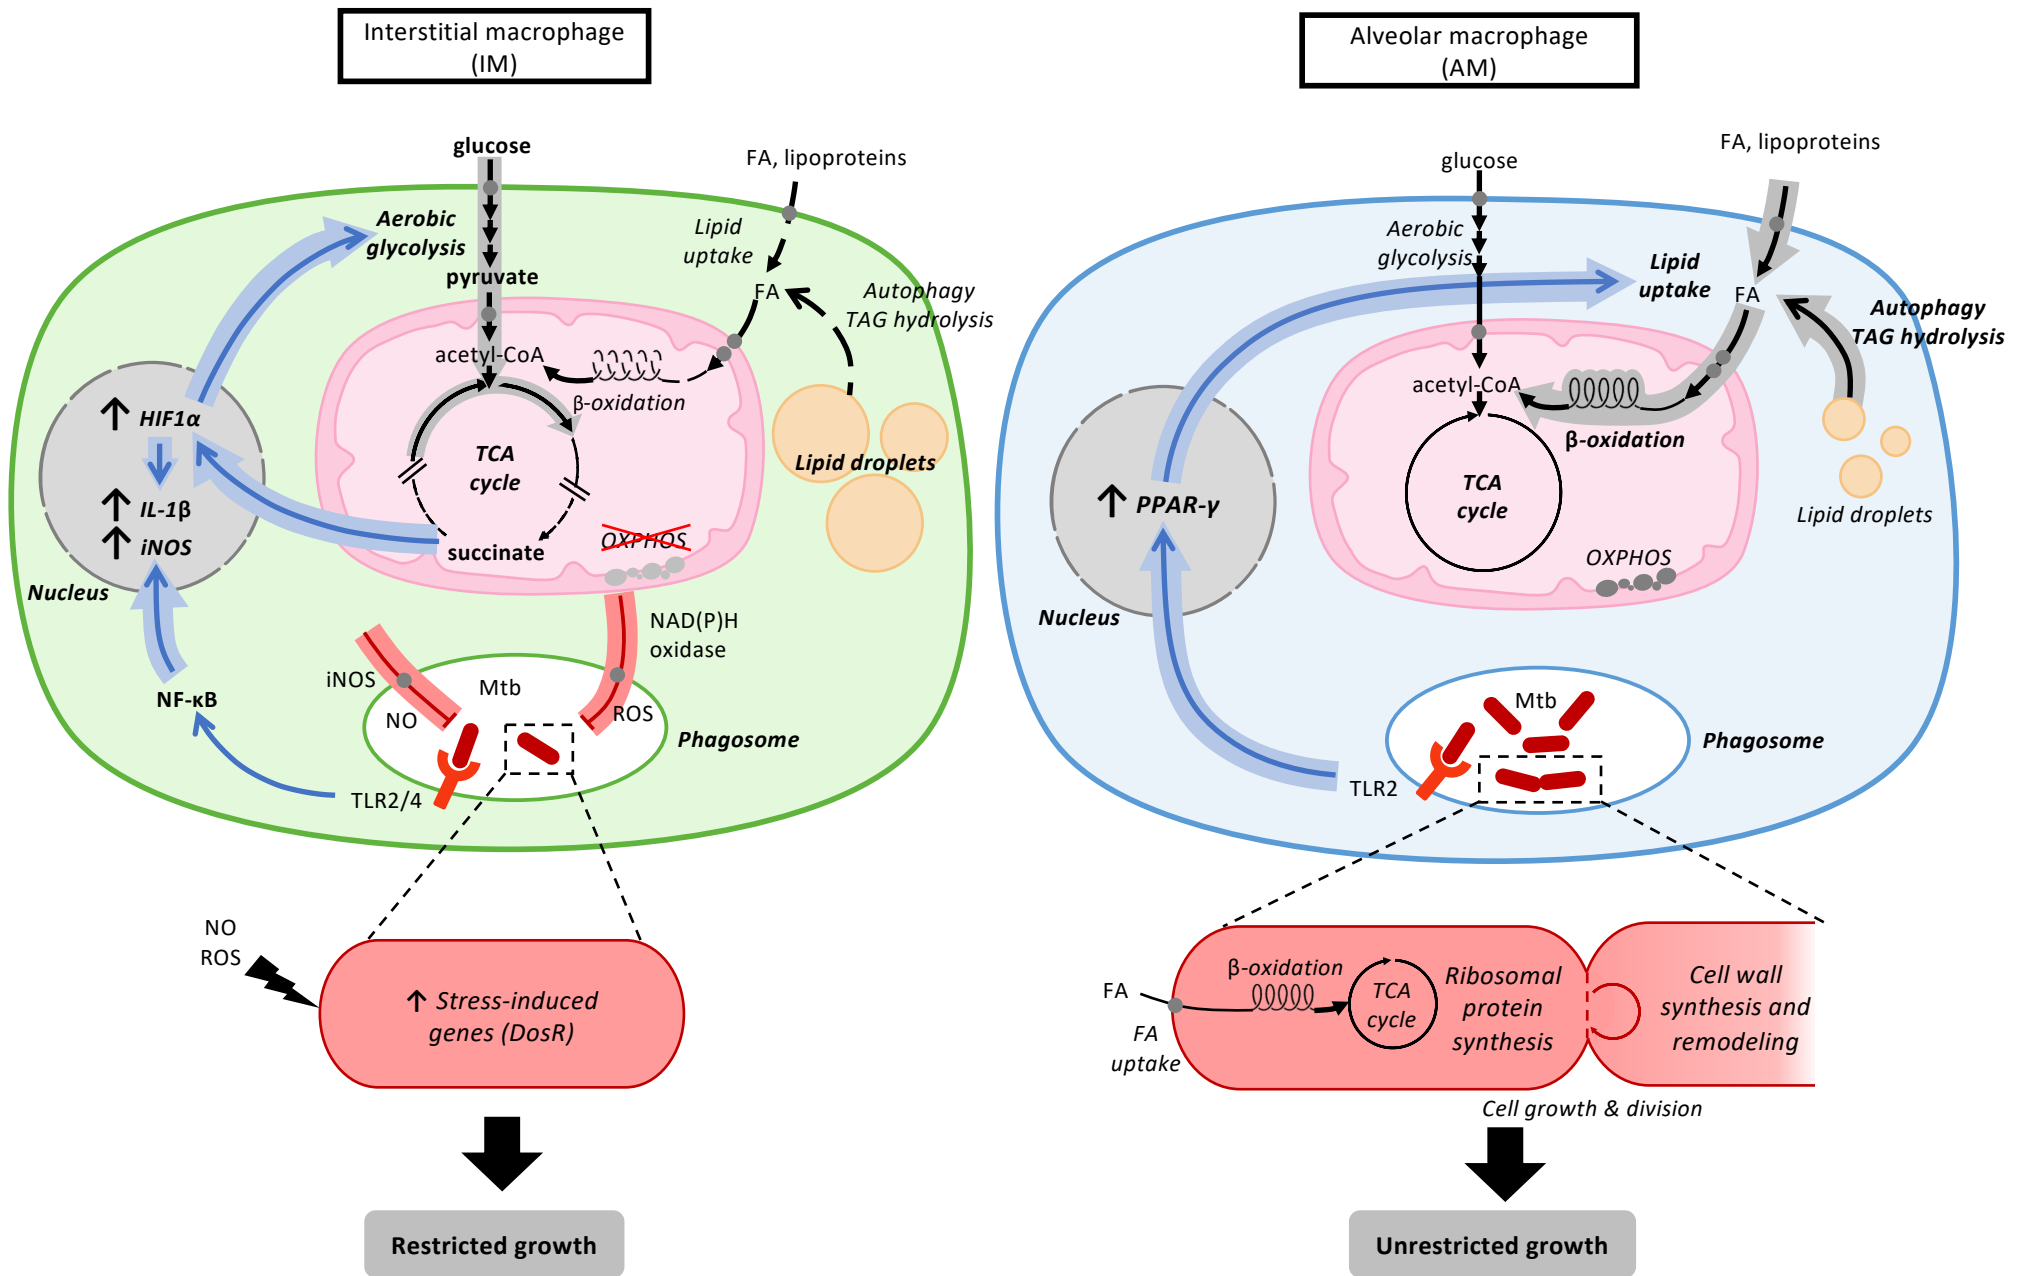 Interstitial macrophage
(IM)
glucose
FA, lipoproteins
Aerobic
glycolysis
Lipid
uptake
pyruvate
FA
Autophagy
TAG hydrolysis
acetyl-CoA
β-oxidation
HIF1α
IL-1β
iNOS
Nucleus
TCA
cycle
succinate
OXPHOS
Lipid droplets
NAD(P)H
oxidase
iNOS
NO
Mtb
ROS
NF-κB
Phagosome
TLR2/4
NO
ROS
↑ Stress-induced
genes (DosR)
Restricted growth
Alveolar macrophage
(AM)
glucose
FA, lipoproteins
Aerobic
glycolysis
Lipid
uptake
FA
Autophagy
TAG hydrolysis
acetyl-CoA
β-oxidation
↑ PPAR-γ
Nucleus
TCA
cycle
OXPHOS
Lipid droplets
Mtb
Phagosome
TLR2
FA
FA
uptake
β-oxidation
TCA
cycle
Ribosomal
protein
synthesis
Cell wall
synthesis and
remodeling
Cell growth & division
Unrestricted growth